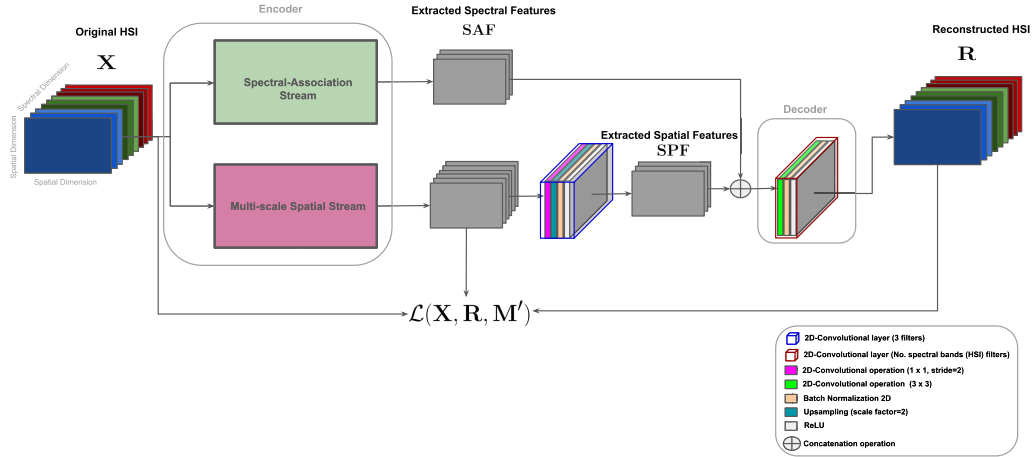 Encoder
Extracted Spectral Features
SAF
Original HSI
X
Reconstructed HSI
R
Spectral Dimension
Spatial Dimension
Spatial Dimension
Spectral-Association
Stream
Multi-scale Spatial Stream
Extracted Spatial Features
SPF
Decoder
ℒ(X, R, M′)
2D-Convolutional layer (3 filters)
2D-Convolutional layer (No. spectral bands (HSI) filters)
2D-Convolutional operation (1 x 1, stride=2)
2D-Convolutional operation (3 x 3)
Batch Normalization 2D
Upsampling (scale factor=2)
ReLU
Concatenation operation